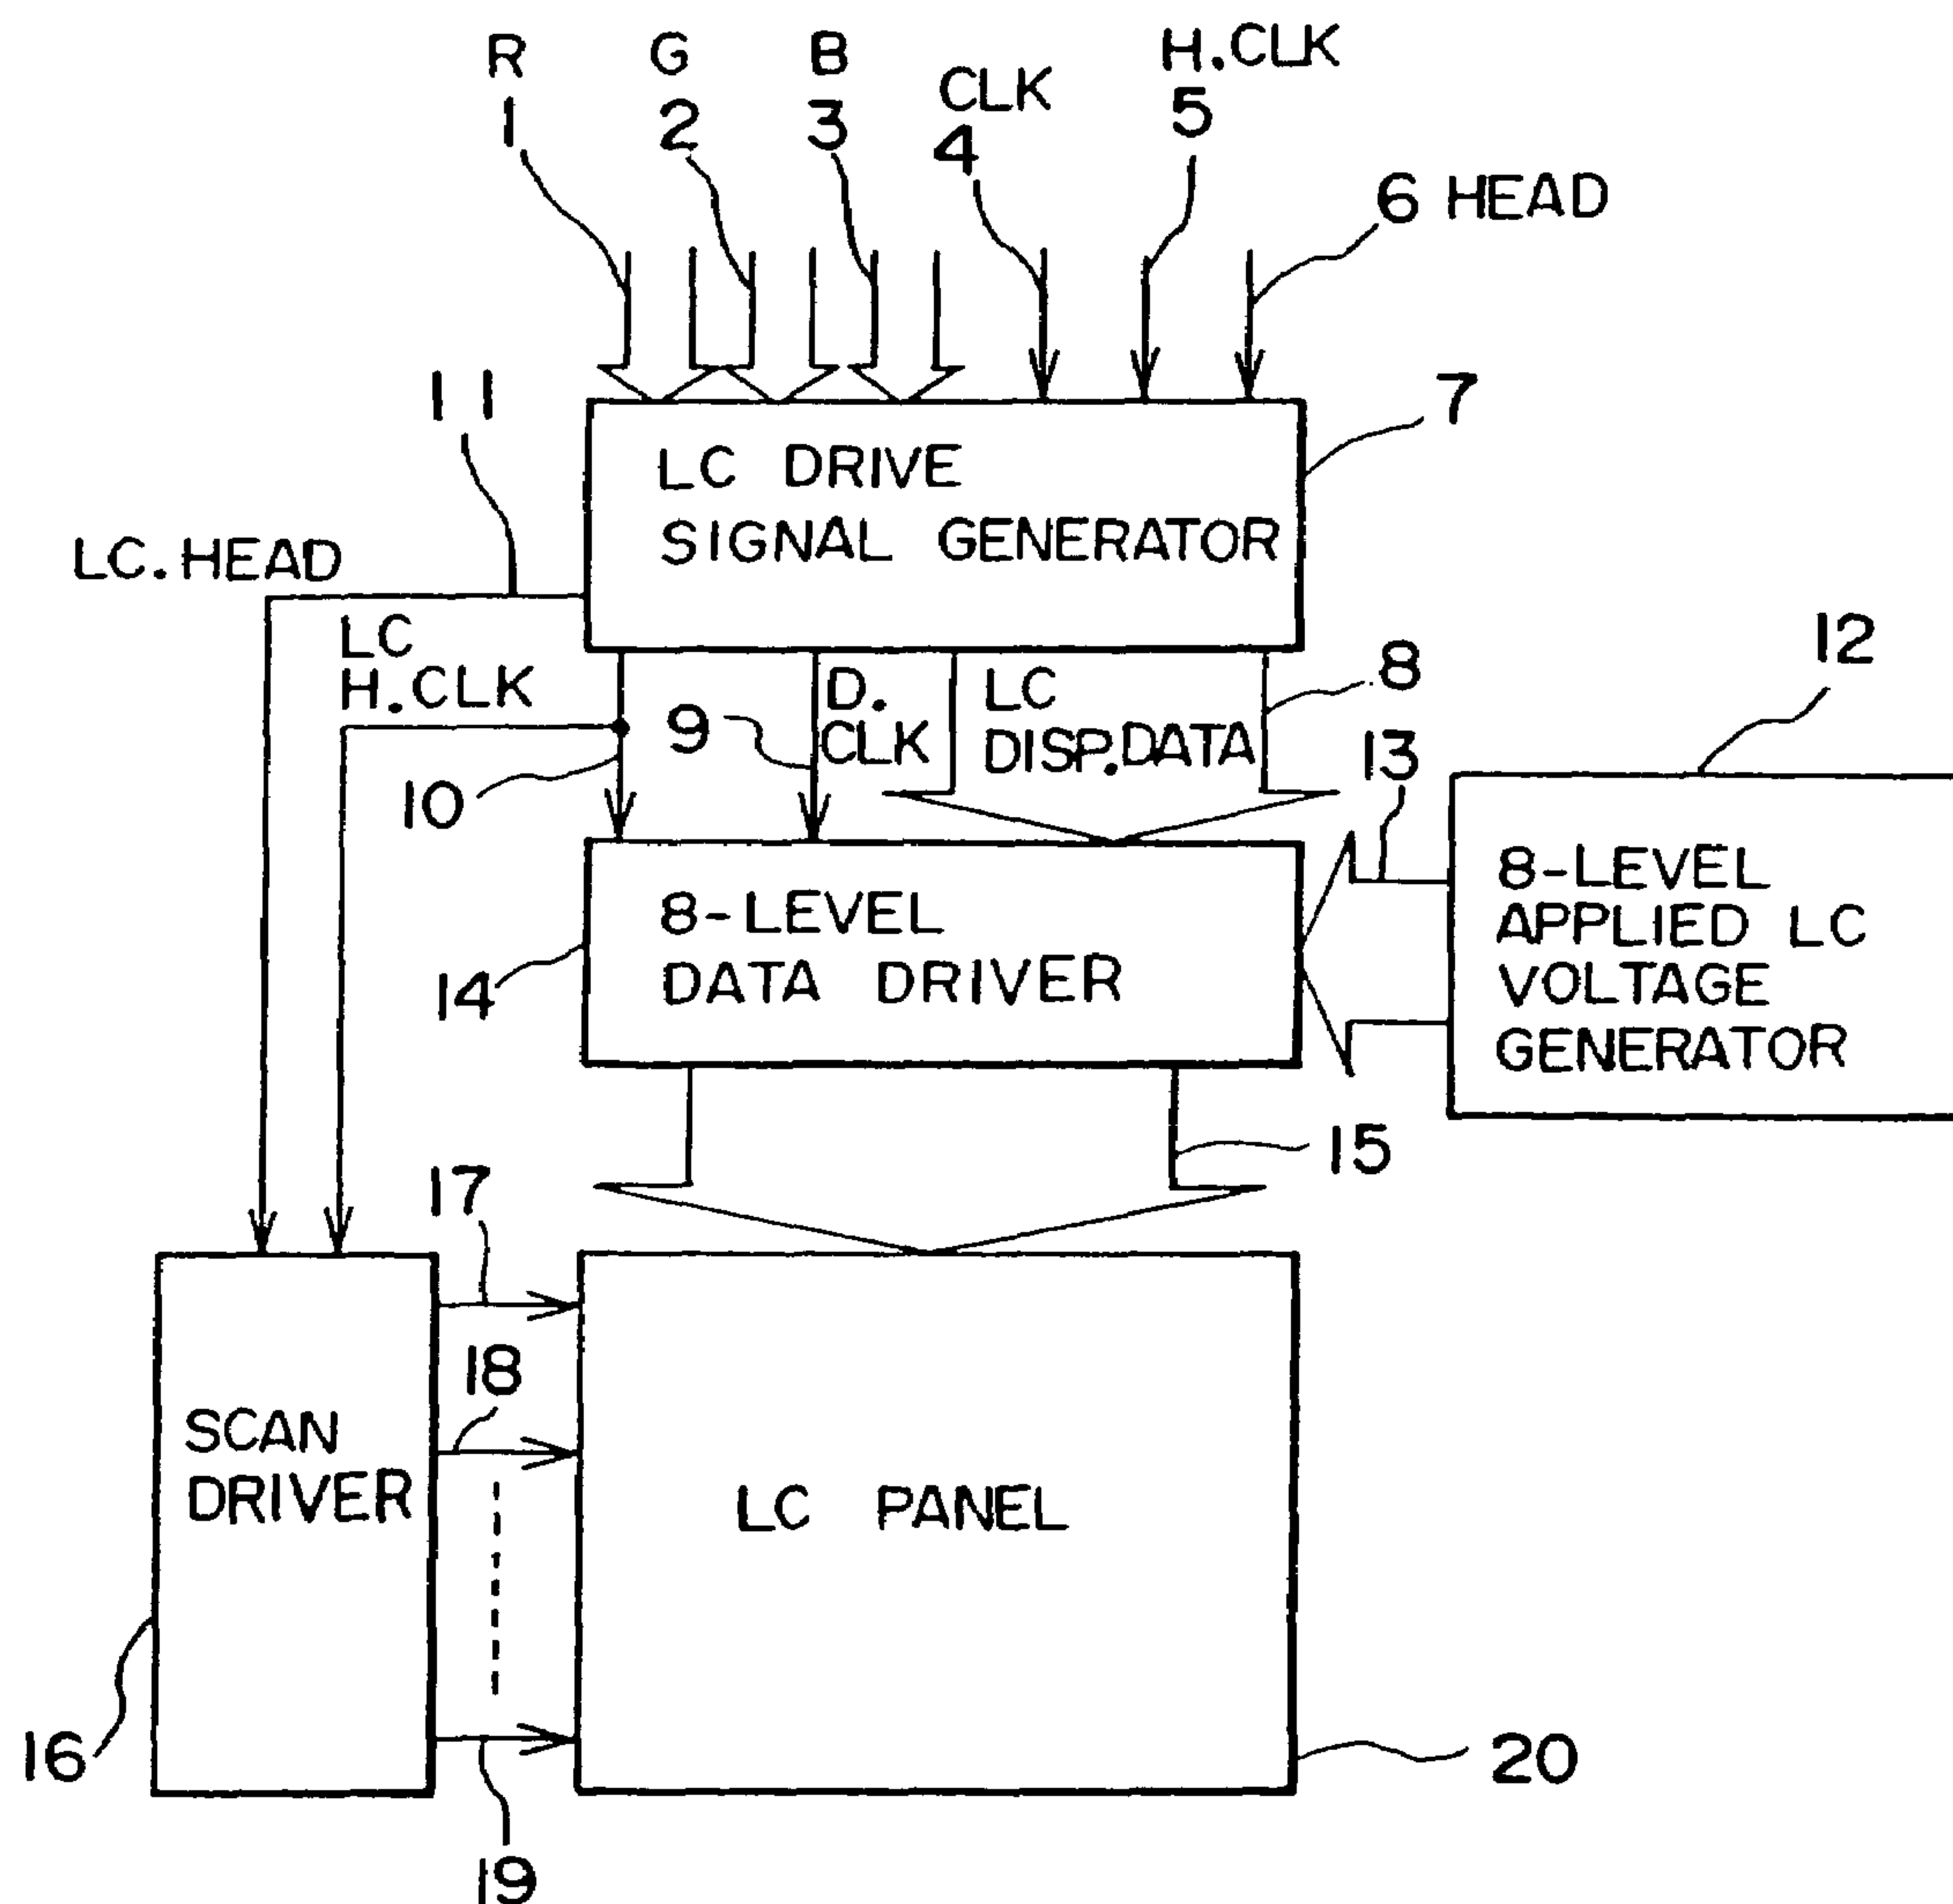 R
G
B
CLK
H.CLK
1
2
3
4
5
6 HEAD
7
11
LC DRIVE
SIGNAL GENERATOR
LC.HEAD
LC
H.CLK
10
9
D.
CLK
LC
DISP.DATA
8
12
13
8-LEVEL
APPLIED LC
VOLTAGE
GENERATOR
8-LEVEL
DATA DRIVER
14
15
17
18
SCAN
DRIVER
LC PANEL
16
19
20